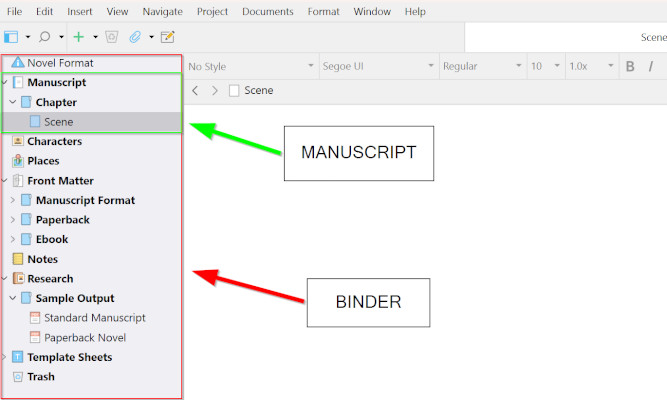 File Edit Insert View Navigate Project Documents Format Window Help
Scene
No Style Segoe UI Regular 10 1.0x B I
Scene
Novel Format
Manuscript
Chapter
Scene
Characters
Places
Front Matter
Manuscript Format
Paperback
Ebook
Notes
Research
Sample Output
Standard Manuscript
Paperback Novel
Template Sheets
Trash
MANUSCRIPT
BINDER